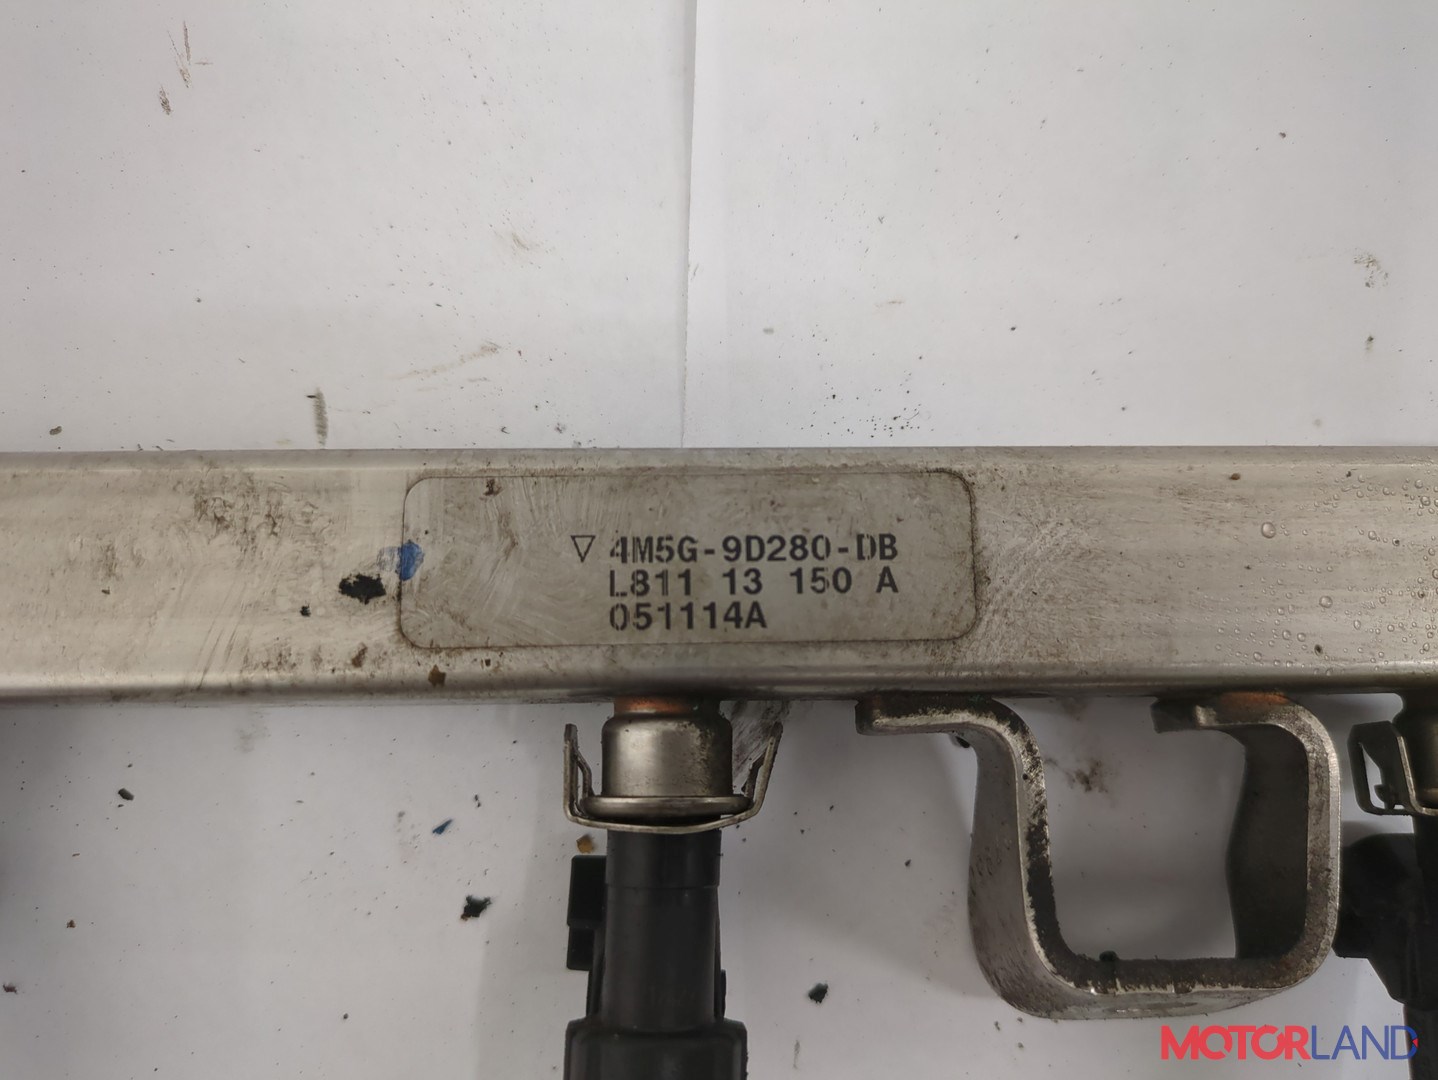 ▽ 4M5G-9D280-DB
L811 13 150 A
051114A
MOTORLAND